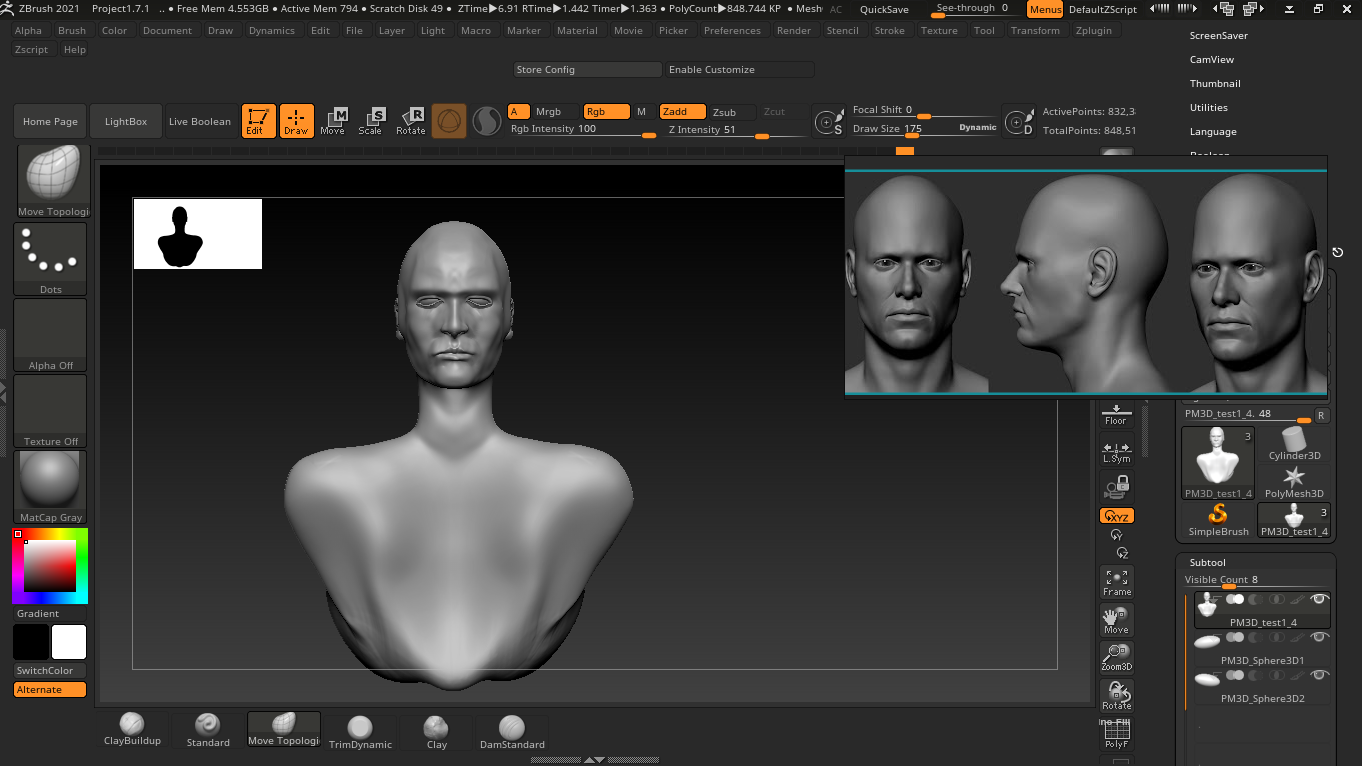 ZBrush 2021 Project1.7.1 .. • Free Mem 4.553GB • Active Mem 794 • Scratch Disk 49 • ZTime▶6.91 RTime▶1.442 Timer▶1.363 • PolyCount▶848.744 KP • Mesh AC QuickSave See-through 0 Menus DefaultZScript
Alpha Brush Color Document Draw Dynamics Edit File Layer Light Macro Marker Material Movie Picker Preferences Render Stencil Stroke Texture Tool Transform Zplugin
Zscript Help
ScreenSaver
CamView
Thumbnail
Utilities
Language
Store Config Enable Customize
Home Page LightBox Live Boolean Edit Draw Move Scale Rotate
M S R
A Mrgb Rgb M Zadd Zsub Zcut
Rgb Intensity 100 Z Intensity 51
S
Focal Shift 0
Draw Size 175 Dynamic
D
ActivePoints: 832,3
TotalPoints: 848,51
Move Topologi
Dots
Alpha Off
Texture Off
MatCap Gray
Gradient
SwitchColor
Alternate
Floor
L.Sym
XYZ
Y
Z
Frame
Move
Zoom3D
Rotate
PolyF
PM3D_test1_4. 48 R
3
PM3D_test1_4
Cylinder3D
PolyMesh3D
SimpleBrush
3
PM3D_test1_4
Subtool
Visible Count 8
PM3D_test1_4
PM3D_Sphere3D1
PM3D_Sphere3D2
ClayBuildup Standard Move Topologi TrimDynamic Clay DamStandard